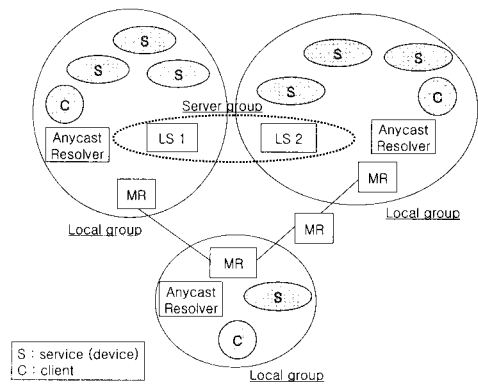 S
S
S
C
Server group
S
S
S
C
Anycast
Resolver
LS 1
LS 2
Anycast
Resolver
MR
MR
Local group
MR
Local group
MR
Anycast
Resolver
S
C
S : service (device)
C : client
Local group